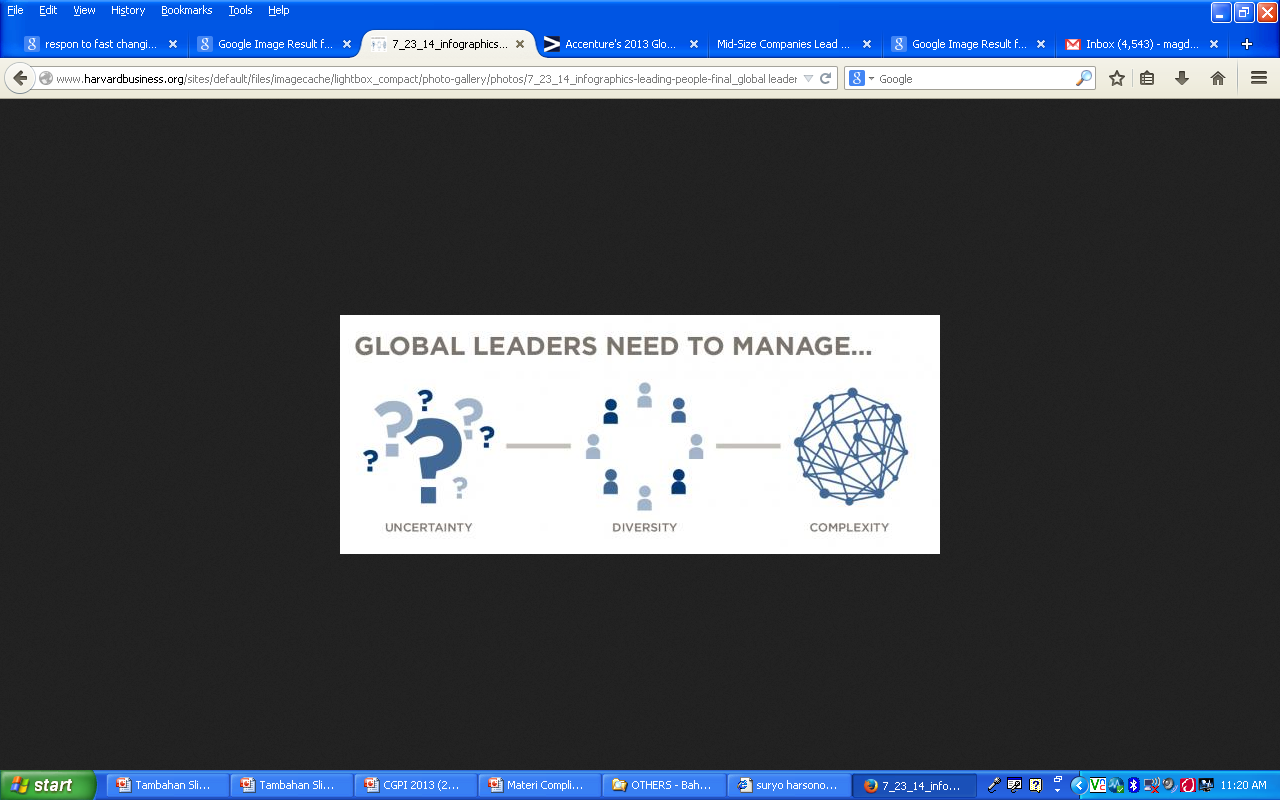 File Edit View History Bookmarks Tools Help
respon to fast changi...
Google Image Result f...
7_23_14_infographics...
Accenture's 2013 Glo...
Mid-Size Companies Lead ...
Google Image Result f...
Inbox (4,543) - magd...
www.harvardbusiness.org/sites/default/files/imagecache/lightbox_compact/photo-gallery/photos/7_23_14_infographics-leading-people-final_global leader
Google
GLOBAL LEADERS NEED TO MANAGE...
UNCERTAINTY
DIVERSITY
COMPLEXITY
start
Tambahan Sli...
Tambahan Sli...
CGPI 2013 (2...
Materi Compli...
OTHERS - Bah...
suryo harsono...
7_23_14_info...
11:20 AM